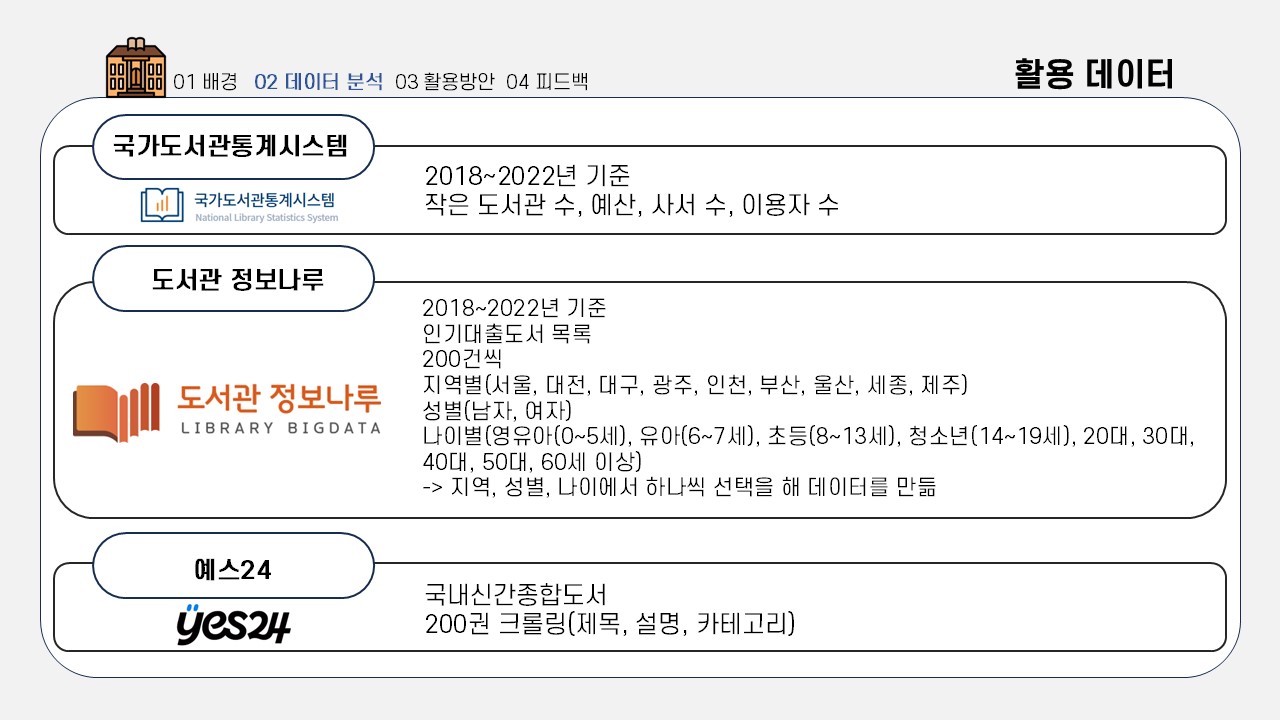 01 배경 02 데이터 분석 03 활용방안 04 피드백
활용 데이터
국가도서관통계시스템
국가도서관통계시스템
National Library Statistics System
2018~2022년 기준
작은 도서관 수, 예산, 사서 수, 이용자 수
도서관 정보나루
도서관 정보나루
LIBRARY BIGDATA
2018~2022년 기준
인기대출도서 목록
200건씩
지역별(서울, 대전, 대구, 광주, 인천, 부산, 울산, 세종, 제주)
성별(남자, 여자)
나이별(영유아(0~5세), 유아(6~7세), 초등(8~13세), 청소년(14~19세), 20대, 30대,
40대, 50대, 60세 이상)
-> 지역, 성별, 나이에서 하나씩 선택을 해 데이터를 만듦
예스24
yes24
국내신간종합도서
200권 크롤링(제목, 설명, 카테고리)